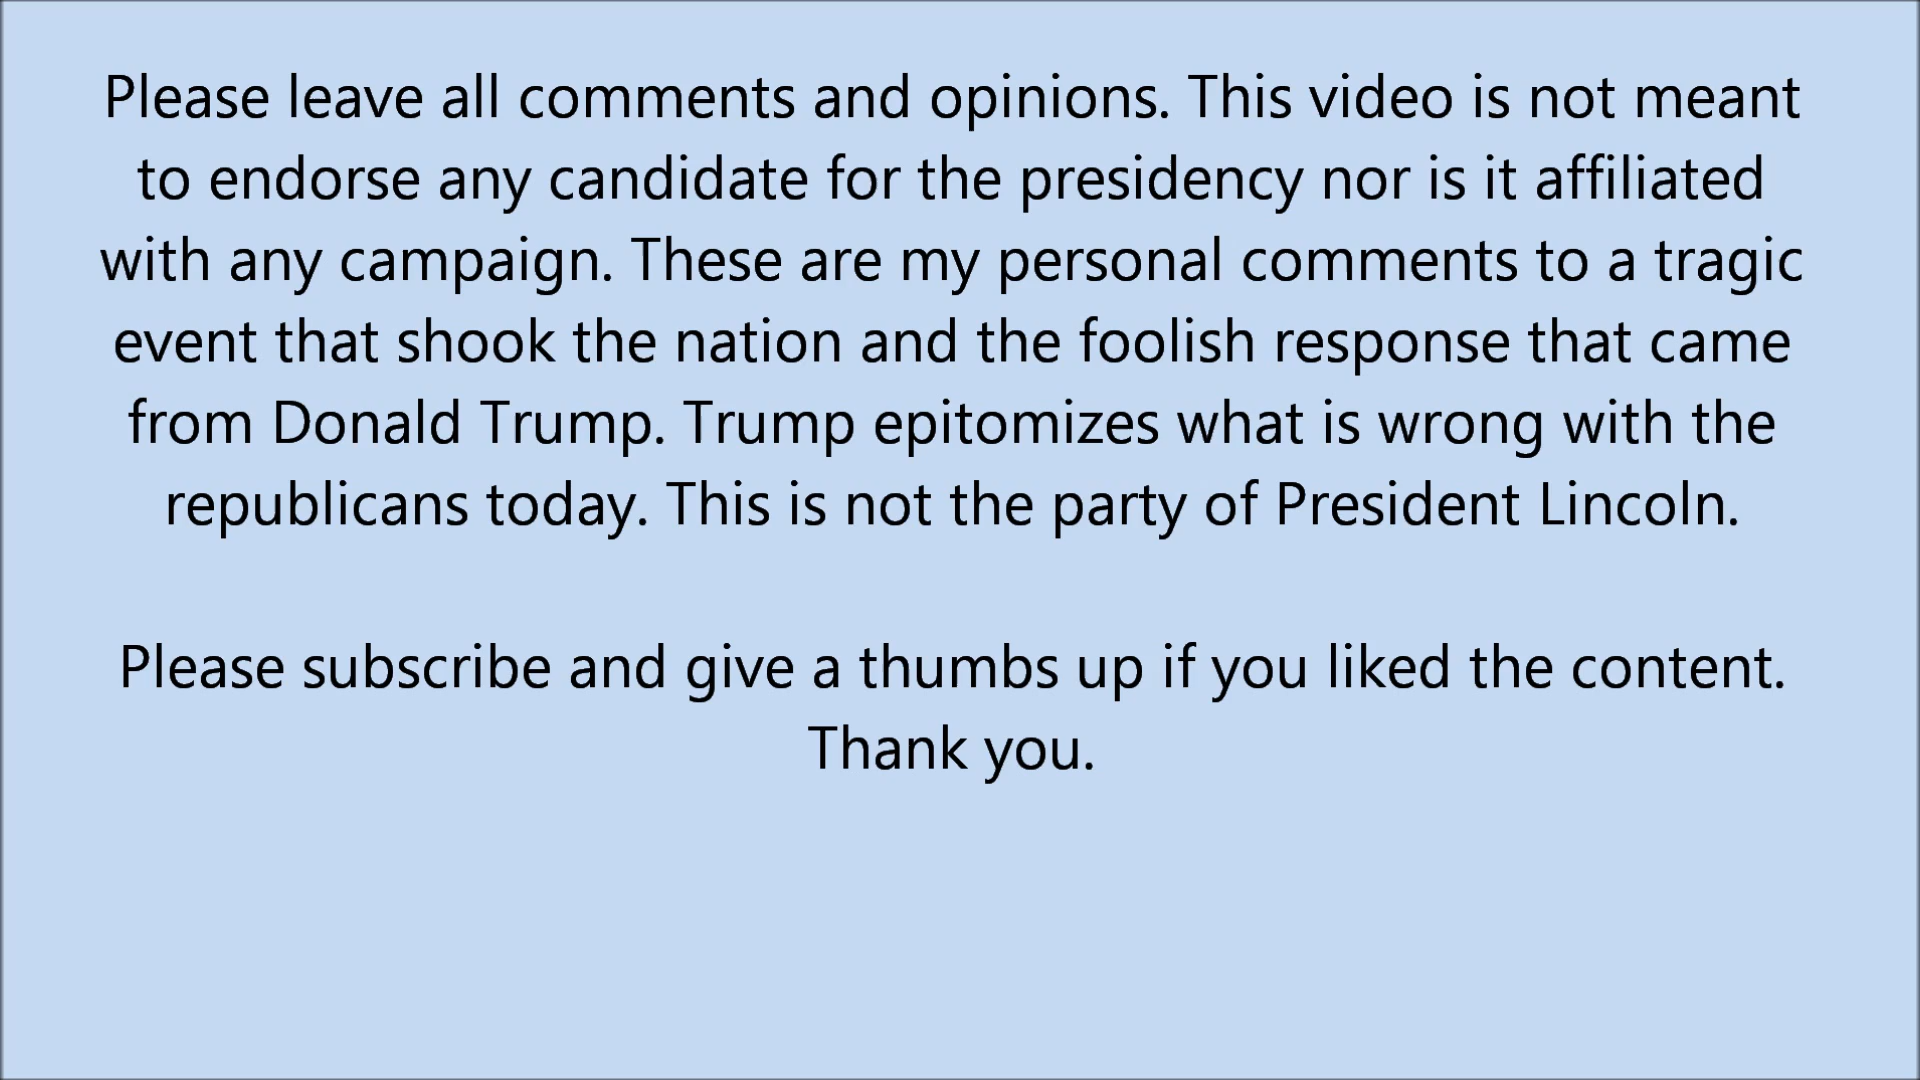 Please leave all comments and opinions. This video is not meant
to endorse any candidate for the presidency nor is it affiliated
with any campaign. These are my personal comments to a tragic
event that shook the nation and the foolish response that came
from Donald Trump. Trump epitomizes what is wrong with the
republicans today. This is not the party of President Lincoln.
Please subscribe and give a thumbs up if you liked the content.
Thank you.